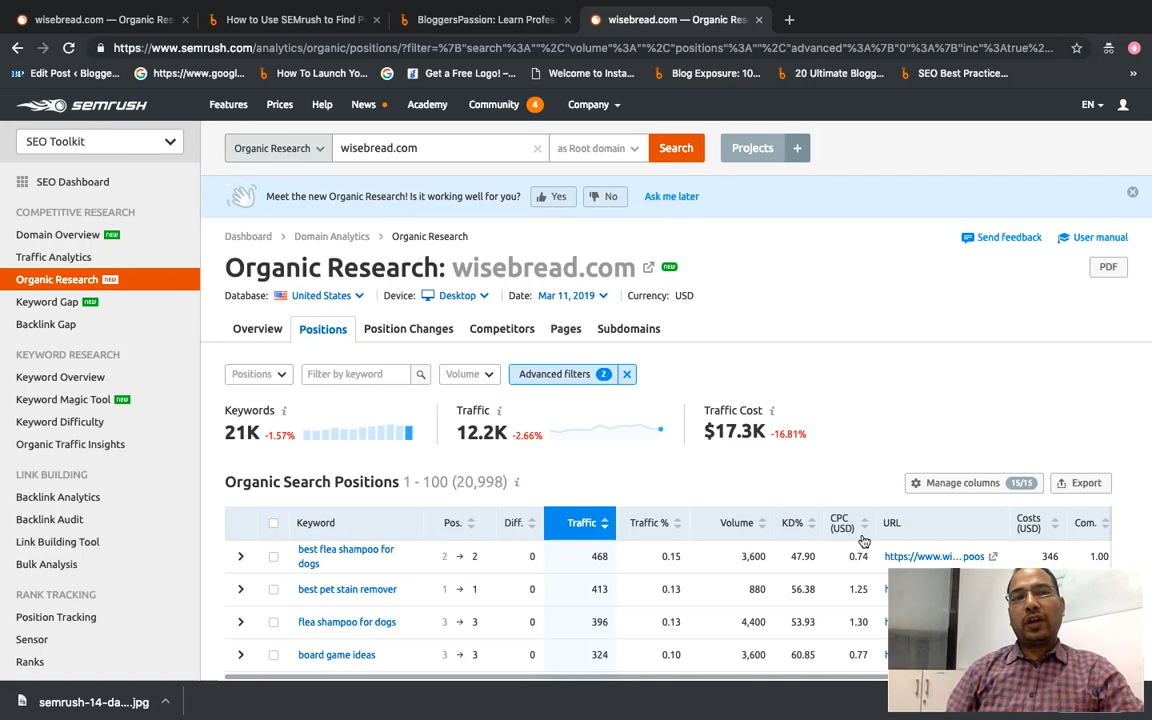 wisebread.com — Organic Res
How to Use SEMrush to Find P
BloggersPassion: Learn Profes
wisebread.com — Organic Res
https://www.semrush.com/analytics/organic/positions/?filter=%7B"search"%3A""%2C"volume"%3A""%2C"positions"%3A""%2C"advanced"%3A%7B"0"%3A%7B"inc"%3Atrue%2C...
Edit Post ‹ Blogge...
https://www.googl...
How To Launch Yo...
Get a Free Logo! –...
Welcome to Insta...
Blog Exposure: 10...
20 Ultimate Blogg...
SEO Best Practice...
»
SEMRUSH
Features Prices Help News Academy Community 4 Company EN
SEO Toolkit
Organic Research wisebread.com as Root domain Search Projects +
SEO Dashboard
COMPETITIVE RESEARCH
Domain Overview NEW
Traffic Analytics
Organic Research NEW
Keyword Gap NEW
Backlink Gap
KEYWORD RESEARCH
Keyword Overview
Keyword Magic Tool NEW
Keyword Difficulty
Organic Traffic Insights
LINK BUILDING
Backlink Analytics
Backlink Audit
Link Building Tool
Bulk Analysis
RANK TRACKING
Position Tracking
Sensor
Ranks
Meet the new Organic Research! Is it working well for you? Yes No Ask me later
Dashboard > Domain Analytics > Organic Research
Send feedback User manual
Organic Research: wisebread.com NEW
PDF
Database: United States Device: Desktop Date: Mar 11, 2019 Currency: USD
Overview Positions Position Changes Competitors Pages Subdomains
Positions Filter by keyword Volume Advanced filters 2 ×
Keywords i Traffic i Traffic Cost i
21K -1.57% 12.2K -2.66% $17.3K -16.81%
Organic Search Positions 1 - 100 (20,998) i
Manage columns 15/15 Export
Keyword Pos. Diff. Traffic Traffic % Volume KD% CPC (USD) URL Costs (USD) Com.
best flea shampoo for dogs 2 → 2 0 468 0.15 3,600 47.90 0.74 https://www.wi...poos 346 1.00
best pet stain remover 1 → 1 0 413 0.13 880 56.38 1.25
flea shampoo for dogs 3 → 3 0 396 0.13 4,400 53.93 1.30
board game ideas 3 → 3 0 324 0.10 3,600 60.85 0.77
semrush-14-da....jpg